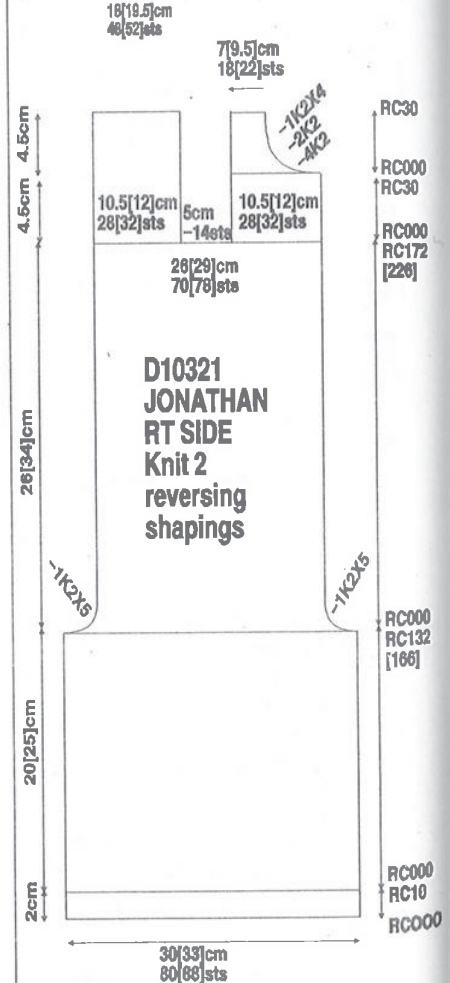 18[19.5]cm
46[52]sts
7[9.5]cm
18[22]sts
-1K2X4
-2K2
-4K2
RC30
4.5cm
RC000
RC30
4.5cm
10.5[12]cm
28[32]sts
5cm
-14sts
10.5[12]cm
28[32]sts
RC000
RC172
[226]
26[29]cm
70[78]sts
D10321
JONATHAN
RT SIDE
Knit 2
reversing
shapings
26[34]cm
-1K2X5
-1K2X5
RC000
RC132
[166]
20[25]cm
RC000
RC10
2cm
RC000
30[33]cm
80[88]sts